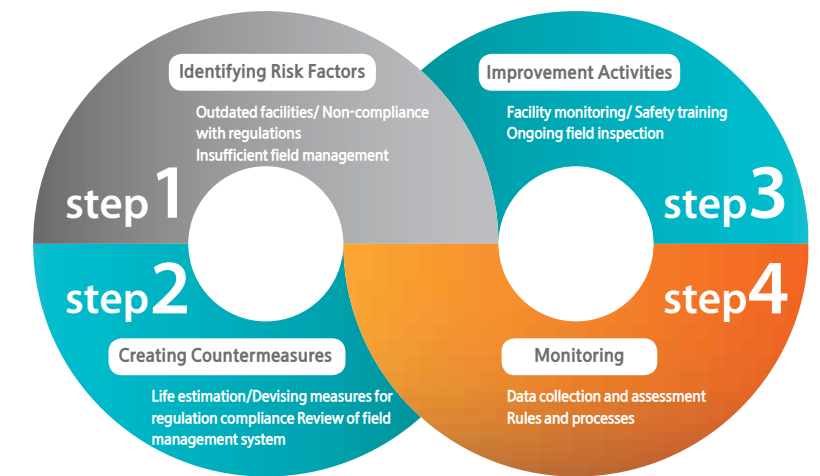 Identifying Risk Factors
Outdated facilities/ Non-compliance
with regulations
Insufficient field management
step 1
step2
Creating Countermeasures
Life estimation/Devising measures for
regulation compliance Review of field
management system
Improvement Activities
Facility monitoring/ Safety training
Ongoing field inspection
step3
step4
Monitoring
Data collection and assessment
Rules and processes